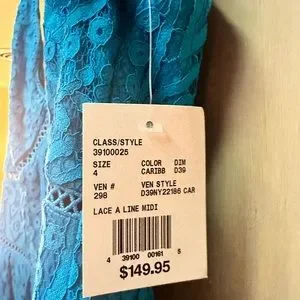 CLASS/STYLE
39100025
SIZE COLOR DIM
4 CARIBB D39
VEN # VEN STYLE
298 D39NY22186 CAR
LACE A LINE MIDI
4 39100 00161 5
$149.95